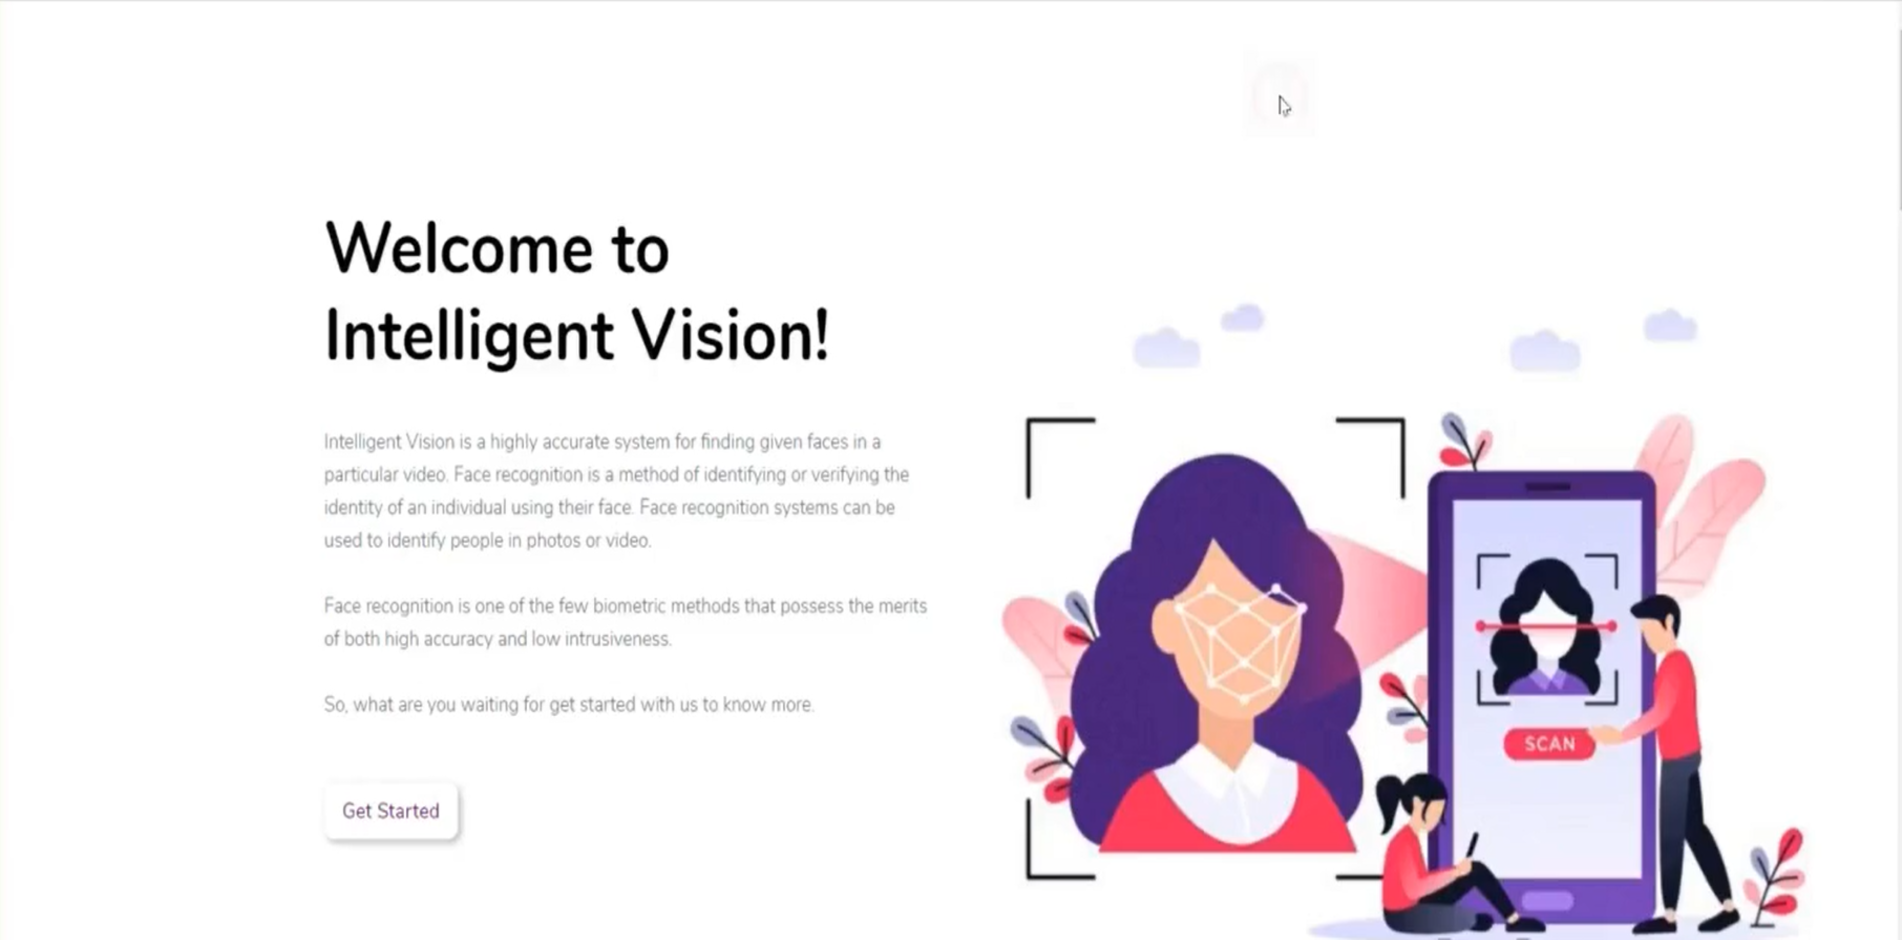 Welcome to
Intelligent Vision!
Intelligent Vision is a highly accurate system for finding given faces in a
particular video. Face recognition is a method of identifying or verifying the
identity of an individual using their face. Face recognition systems can be
used to identify people in photos or video.
Face recognition is one of the few biometric methods that possess the merits
of both high accuracy and low intrusiveness.
So, what are you waiting for get started with us to know more.
Get Started
SCAN